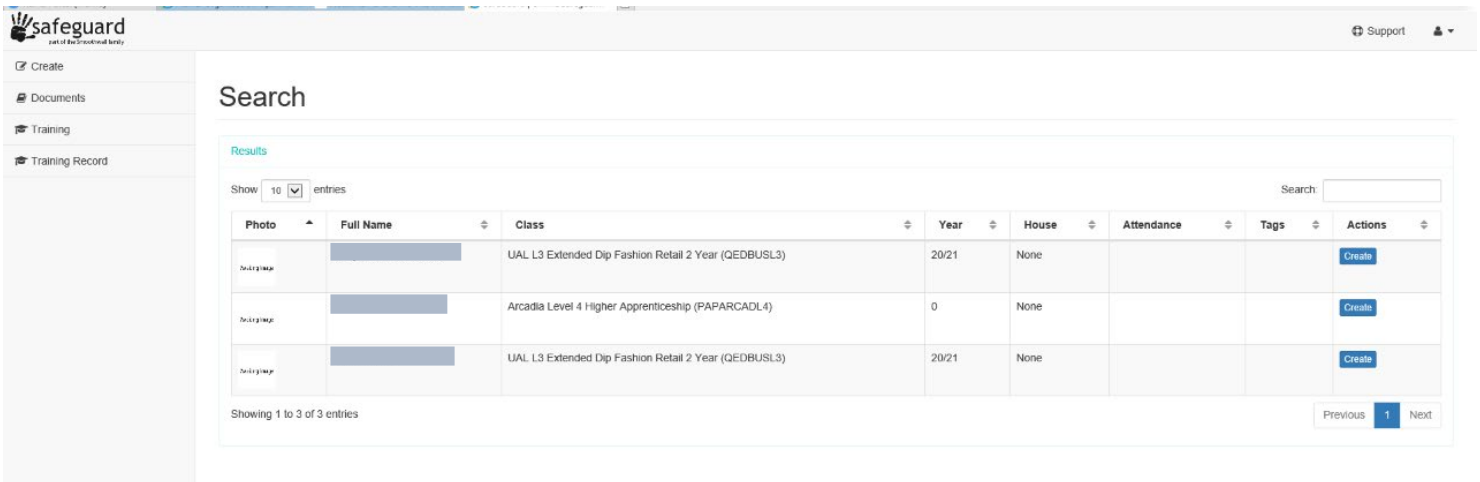 safeguard
part of the Smoothwall family
Support
Create
Documents
Training
Training Record
Search
Results
Show 10 entries
Search:
Photo Full Name Class Year House Attendance Tags Actions
UAL L3 Extended Dip Fashion Retail 2 Year (QEDBUSL3) 20/21 None Create
Arcadia Level 4 Higher Apprenticeship (PAPARCADL4) 0 None Create
UAL L3 Extended Dip Fashion Retail 2 Year (QEDBUSL3) 20/21 None Create
Showing 1 to 3 of 3 entries
Previous 1 Next